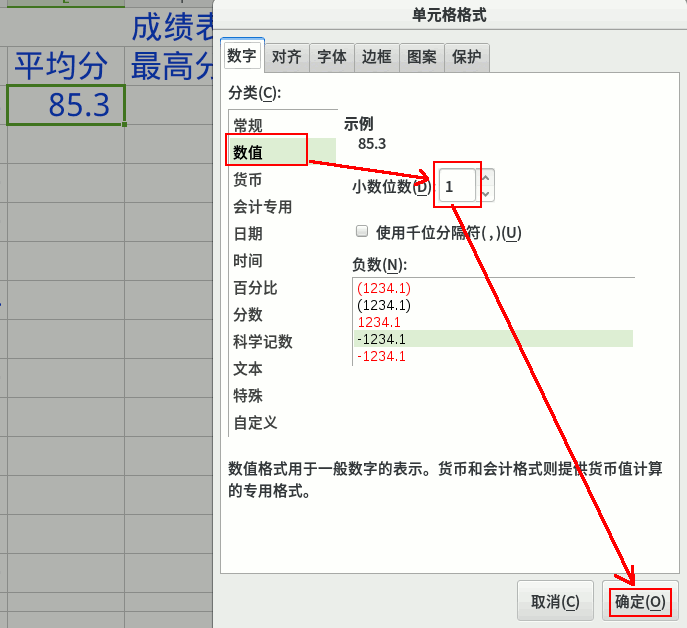 成绩表
平均分
最高分
85.3
单元格格式
数字 对齐 字体 边框 图案 保护
分类(C):
常规
数值
货币
会计专用
日期
时间
百分比
分数
科学记数
文本
特殊
自定义
示例
85.3
小数位数(D) 1
使用千位分隔符(,)(U)
负数(N):
(1234.1)
(1234.1)
1234.1
-1234.1
-1234.1
数值格式用于一般数字的表示。货币和会计格式则提供货币值计算
的专用格式。
取消(C) 确定(O)